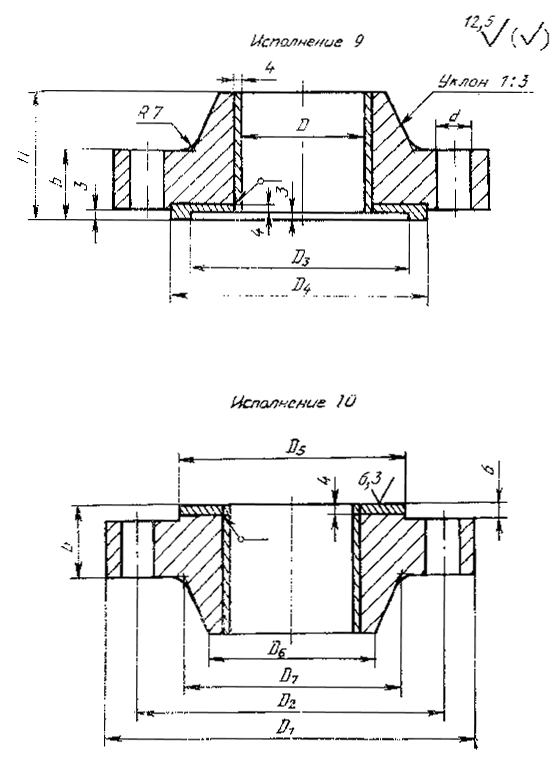 12,5 (√)
Исполнение 9
4
Уклон 1:3
R7
d
D
H
b
3
3
4
D3
D4
Исполнение 10
D5
6,3
6
4
b
D6
D7
D2
D1